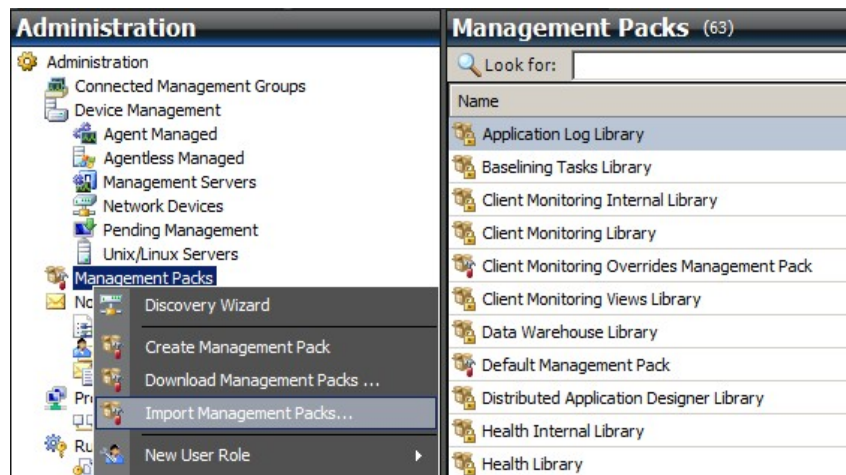 Administration
Administration
Connected Management Groups
Device Management
Agent Managed
Agentless Managed
Management Servers
Network Devices
Pending Management
Unix/Linux Servers
Management Packs
Discovery Wizard
Create Management Pack
Download Management Packs ...
Import Management Packs...
New User Role
Management Packs (63)
Look for:
Name
Application Log Library
Baselining Tasks Library
Client Monitoring Internal Library
Client Monitoring Library
Client Monitoring Overrides Management Pack
Client Monitoring Views Library
Data Warehouse Library
Default Management Pack
Distributed Application Designer Library
Health Internal Library
Health Library